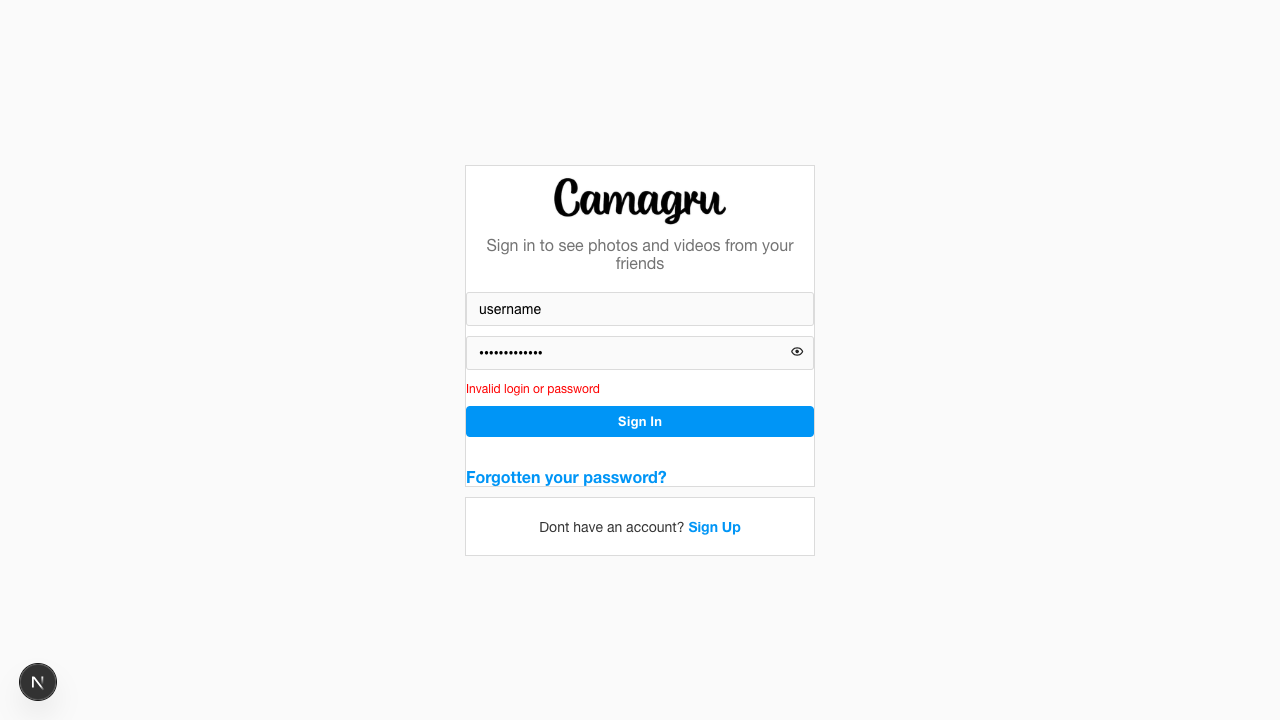 Camagru
Sign in to see photos and videos from your
friends
username
•••••••••••••
Invalid login or password
Sign In
Forgotten your password?
Dont have an account? Sign Up
N